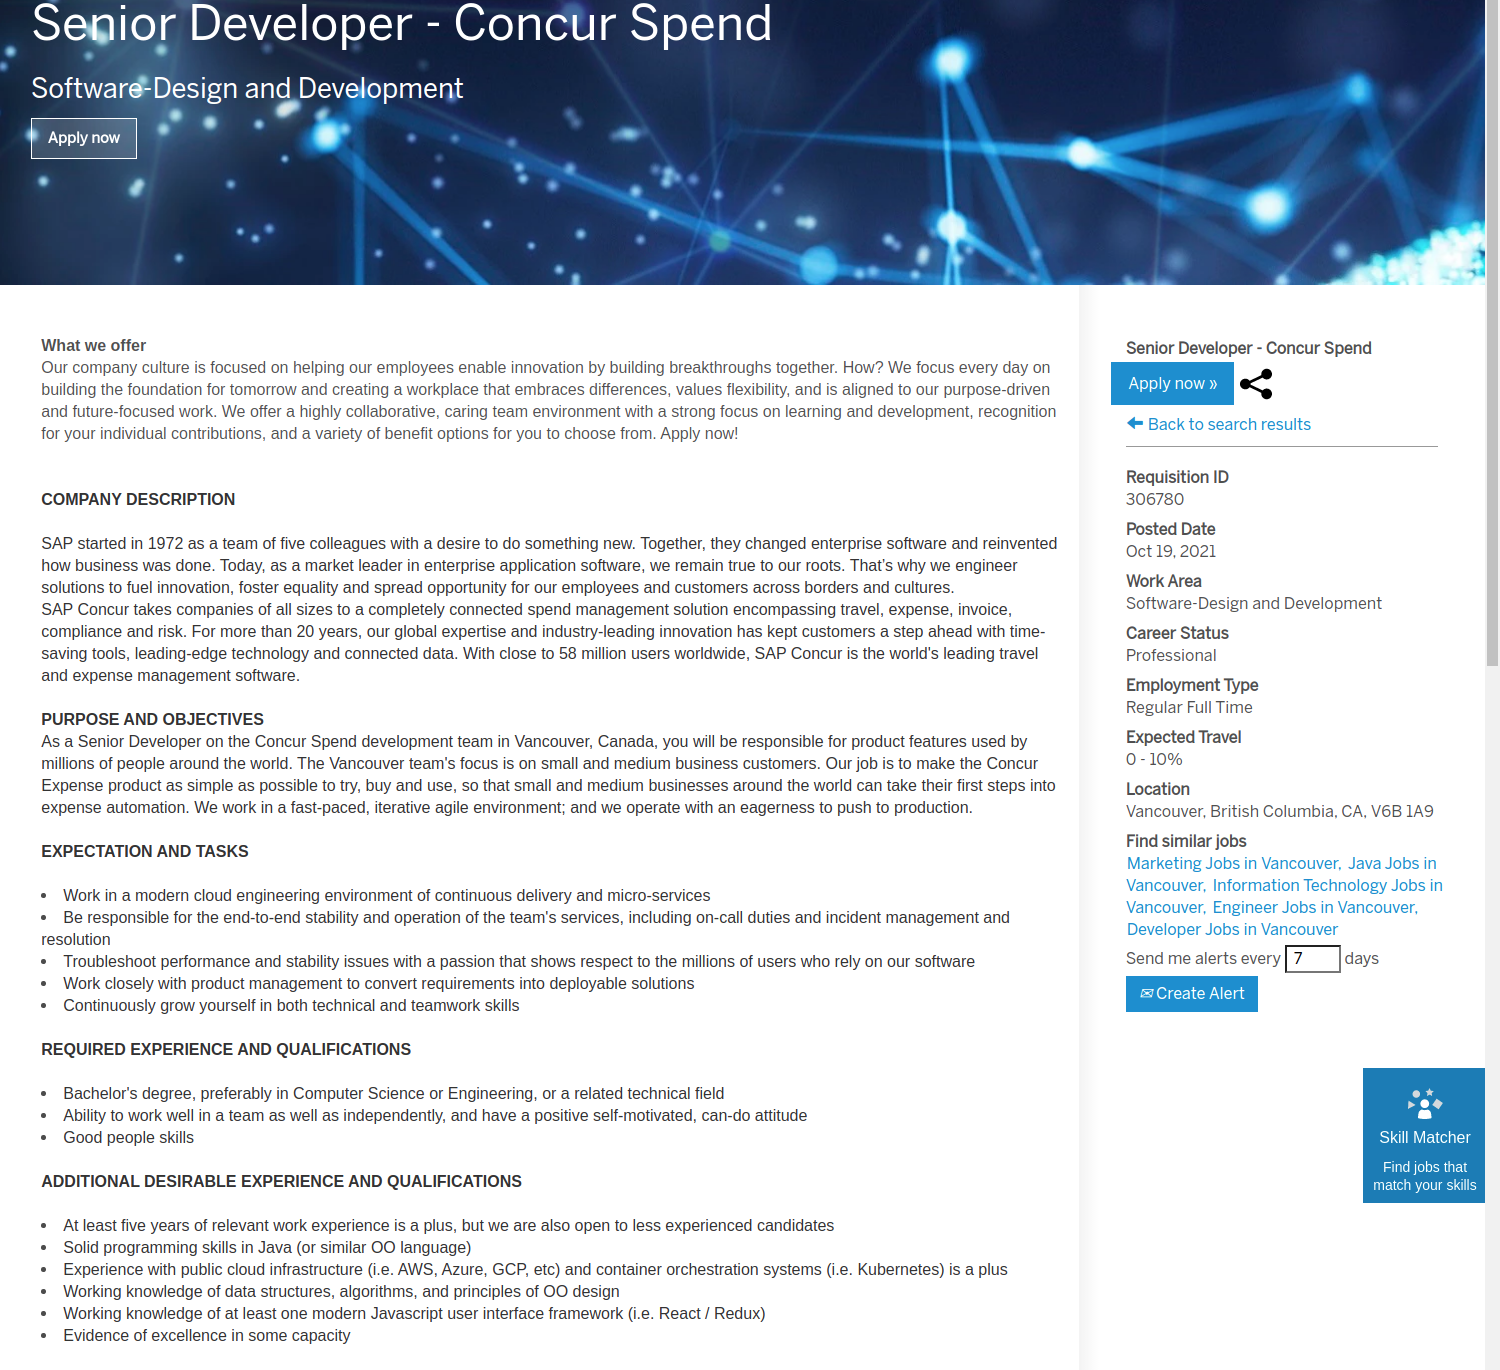 Senior Developer - Concur Spend
Software-Design and Development
Apply now
What we offer
Our company culture is focused on helping our employees enable innovation by building breakthroughs together. How? We focus every day on
building the foundation for tomorrow and creating a workplace that embraces differences, values flexibility, and is aligned to our purpose-driven
and future-focused work. We offer a highly collaborative, caring team environment with a strong focus on learning and development, recognition
for your individual contributions, and a variety of benefit options for you to choose from. Apply now!
COMPANY DESCRIPTION
SAP started in 1972 as a team of five colleagues with a desire to do something new. Together, they changed enterprise software and reinvented
how business was done. Today, as a market leader in enterprise application software, we remain true to our roots. That’s why we engineer
solutions to fuel innovation, foster equality and spread opportunity for our employees and customers across borders and cultures.
SAP Concur takes companies of all sizes to a completely connected spend management solution encompassing travel, expense, invoice,
compliance and risk. For more than 20 years, our global expertise and industry-leading innovation has kept customers a step ahead with time-
saving tools, leading-edge technology and connected data. With close to 58 million users worldwide, SAP Concur is the world's leading travel
and expense management software.
PURPOSE AND OBJECTIVES
As a Senior Developer on the Concur Spend development team in Vancouver, Canada, you will be responsible for product features used by
millions of people around the world. The Vancouver team's focus is on small and medium business customers. Our job is to make the Concur
Expense product as simple as possible to try, buy and use, so that small and medium businesses around the world can take their first steps into
expense automation. We work in a fast-paced, iterative agile environment; and we operate with an eagerness to push to production.
EXPECTATION AND TASKS
• Work in a modern cloud engineering environment of continuous delivery and micro-services
• Be responsible for the end-to-end stability and operation of the team's services, including on-call duties and incident management and
resolution
• Troubleshoot performance and stability issues with a passion that shows respect to the millions of users who rely on our software
• Work closely with product management to convert requirements into deployable solutions
• Continuously grow yourself in both technical and teamwork skills
REQUIRED EXPERIENCE AND QUALIFICATIONS
• Bachelor's degree, preferably in Computer Science or Engineering, or a related technical field
• Ability to work well in a team as well as independently, and have a positive self-motivated, can-do attitude
• Good people skills
ADDITIONAL DESIRABLE EXPERIENCE AND QUALIFICATIONS
• At least five years of relevant work experience is a plus, but we are also open to less experienced candidates
• Solid programming skills in Java (or similar OO language)
• Experience with public cloud infrastructure (i.e. AWS, Azure, GCP, etc) and container orchestration systems (i.e. Kubernetes) is a plus
• Working knowledge of data structures, algorithms, and principles of OO design
• Working knowledge of at least one modern Javascript user interface framework (i.e. React / Redux)
• Evidence of excellence in some capacity
Senior Developer - Concur Spend
Apply now »
Back to search results
Requisition ID
306780
Posted Date
Oct 19, 2021
Work Area
Software-Design and Development
Career Status
Professional
Employment Type
Regular Full Time
Expected Travel
0 - 10%
Location
Vancouver, British Columbia, CA, V6B 1A9
Find similar jobs
Marketing Jobs in Vancouver, Java Jobs in
Vancouver, Information Technology Jobs in
Vancouver, Engineer Jobs in Vancouver,
Developer Jobs in Vancouver
Send me alerts every 7 days
✉ Create Alert
Skill Matcher
Find jobs that
match your skills